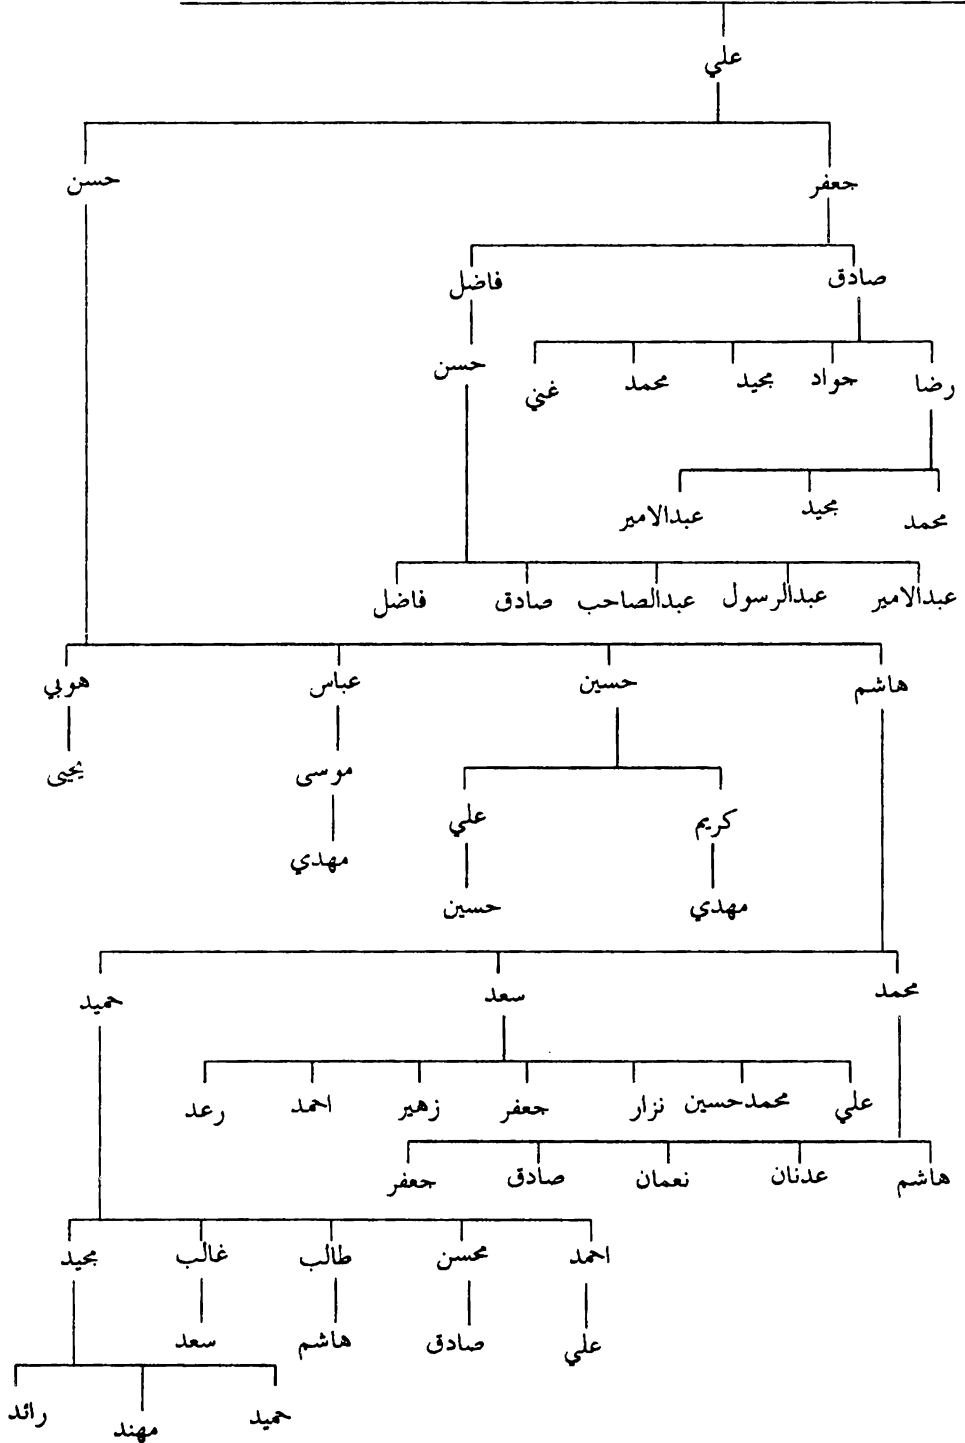 علي
جعفر حسن
صادق فاضل
رضا جواد مجيد محمد غني حسن
محمد مجيد عبدالامير
عبدالامير عبدالرسول عبدالصاحب صادق فاضل
هاشم حسين عباس هوبي
موسى يحيى
كريم علي
مهدي
مهدي حسين
محمد سعد حميد
علي محمدحسين نزار جعفر زهير احمد رعد
هاشم عدنان نعمان صادق جعفر
احمد محسن طالب غالب مجيد
علي صادق هاشم سعد
حميد مهند رائد